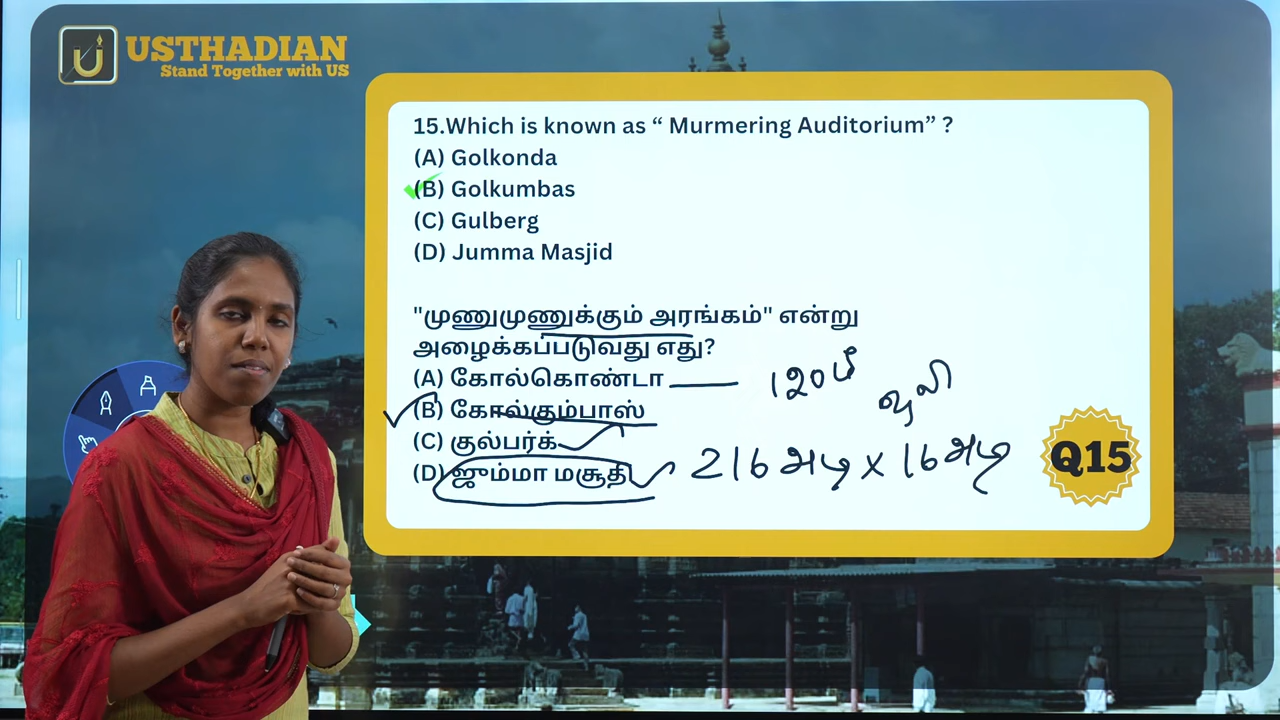 USTHADIAN
Stand Together with US
15.Which is known as “ Murmering Auditorium” ?
(A) Golkonda
(B) Golkumbas
(C) Gulberg
(D) Jumma Masjid
"முணுமுணுக்கும் அரங்கம்" என்று
அழைக்கப்படுவது எது?
(A) கோல்கொண்டா
120மீ
(B) கோல்கும்பாஸ்
(C) குல்பர்க்
(D) ஜும்மா மசூதி
216 அடி x 16 அடி
Q15